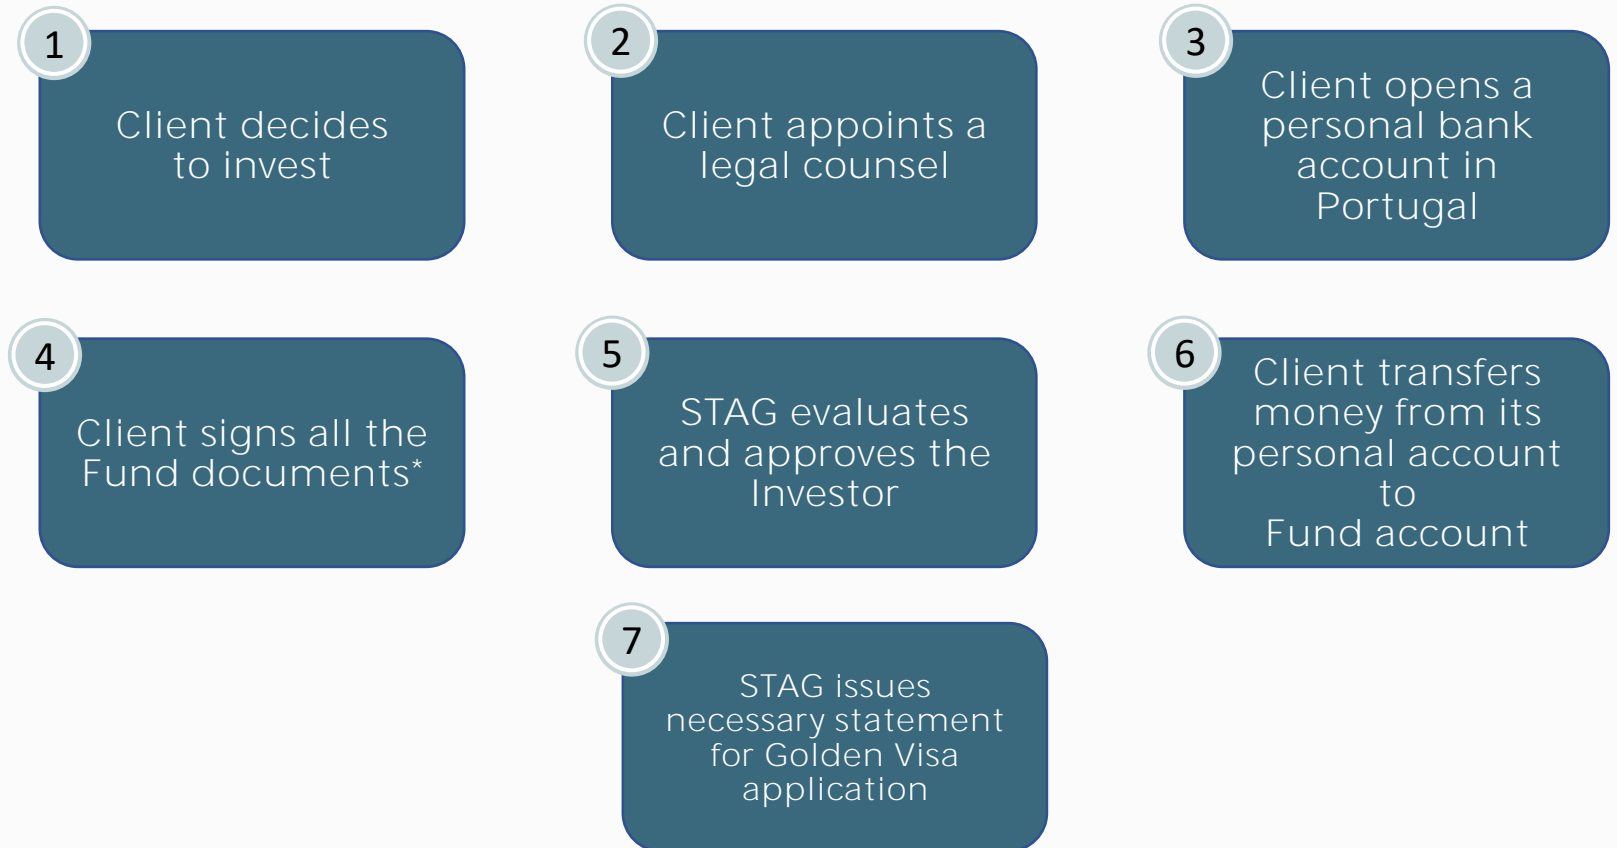 1
Client decides
to invest
2
Client appoints a
legal counsel
3
Client opens a
personal bank
account in
Portugal
4
Client signs all the
Fund documents*
5
STAG evaluates
and approves the
Investor
6
Client transfers
money from its
personal account
to
Fund account
7
STAG issues
necessary statement
for Golden Visa
application